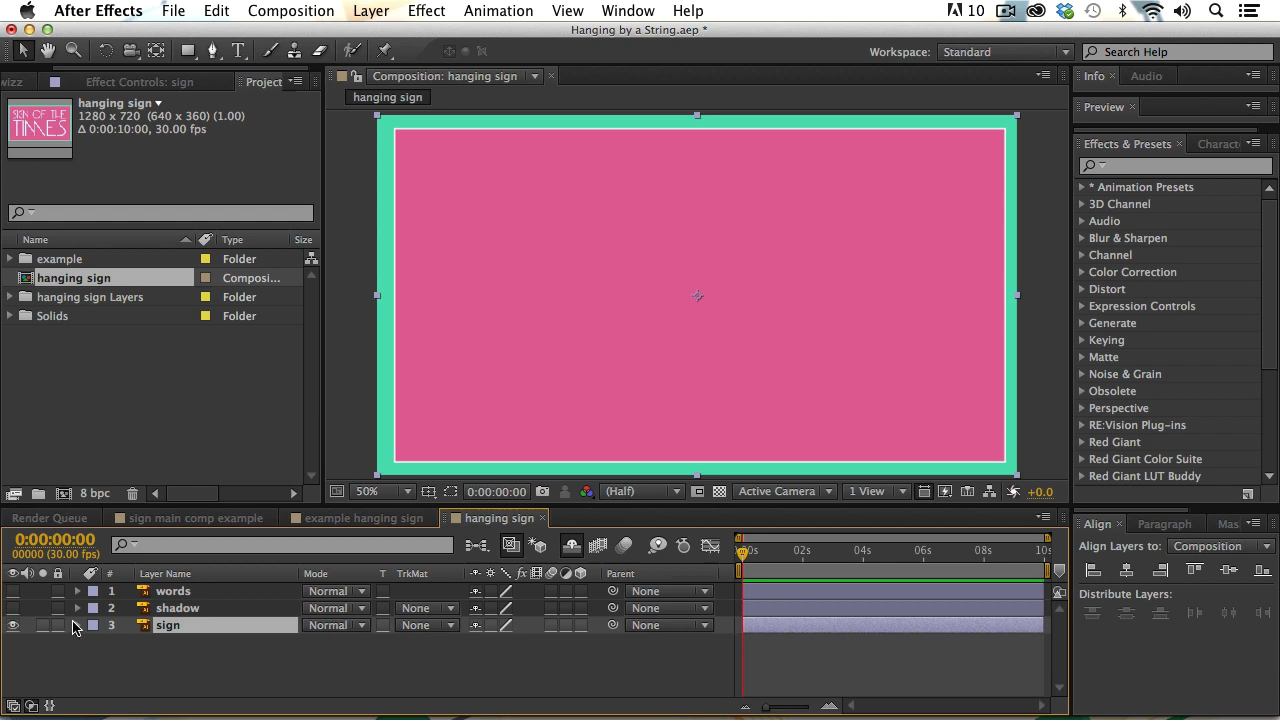 After Effects File Edit Composition Layer Effect Animation View Window Help 10
Hanging by a String.aep *
Workspace: Standard Search Help
wizz Effect Controls: sign Project
Composition: hanging sign
Info Audio
hanging sign
hanging sign
1280 x 720 (640 x 360) (1.00)
Δ 0:00:10:00, 30.00 fps
SIGN OF THE
TIMES
Preview
Effects & Presets Charact
* Animation Presets
3D Channel
Audio
Blur & Sharpen
Channel
Color Correction
Distort
Expression Controls
Generate
Keying
Matte
Noise & Grain
Obsolete
Perspective
RE:Vision Plug-ins
Red Giant
Red Giant Color Suite
Red Giant LUT Buddy
Name Type Size
example Folder
hanging sign Composi...
hanging sign Layers Folder
Solids Folder
8 bpc
50% 0:00:00:00 (Half) Active Camera 1 View +0.0
Render Queue sign main comp example example hanging sign hanging sign
0:00:00:00
00000 (30.00 fps)
:00s 02s 04s 06s 08s 10s
# Layer Name Mode T TrkMat Parent
1 words Normal None
2 shadow Normal None None
3 sign Normal None None
Align Paragraph Mas
Align Layers to: Composition
Distribute Layers: